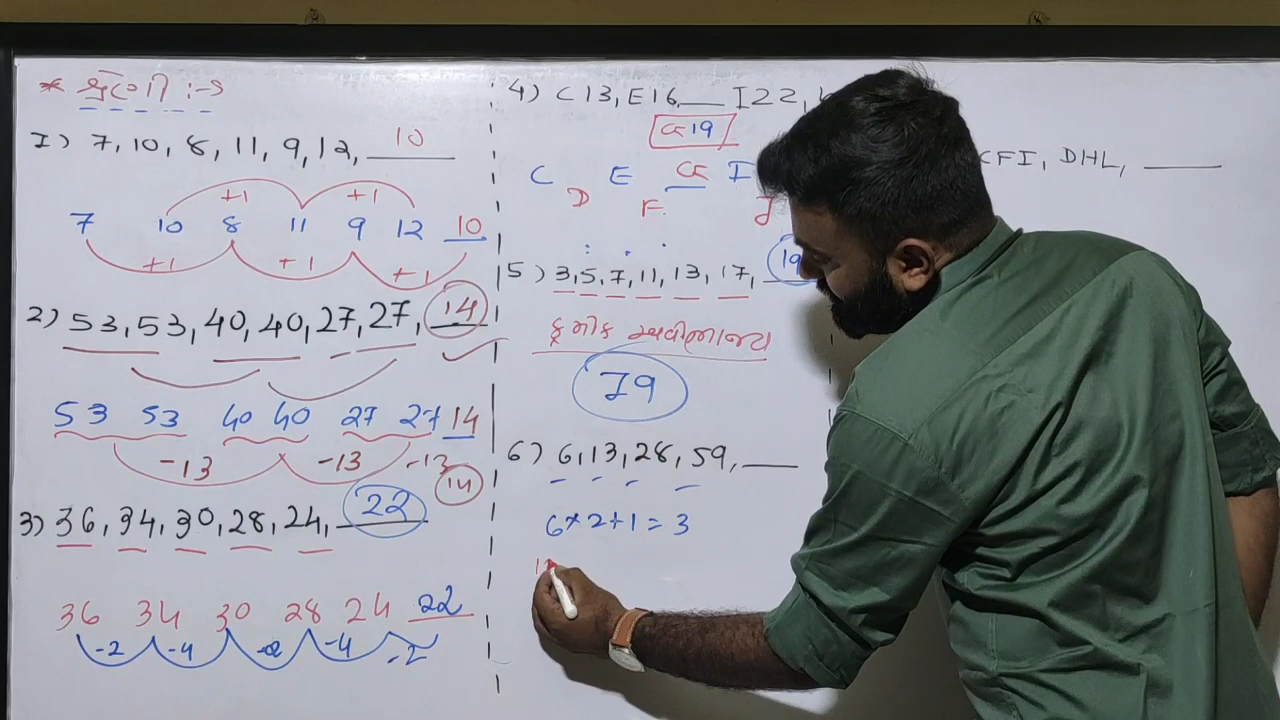 * શ્રેણી :->
1) 7, 10, 8, 11, 9, 12, 10
+1 +1
7 10 8 11 9 12 10
+1 +1 +1
2) 53, 53, 40, 40, 27, 27, 14
53 53 40 40 27 27 14
-13 -13 -13
14
3) 36, 34, 30, 28, 24, 22
36 34 30 28 24 22
-2 -4 -2 -4 -2
4) C13, E16, ___ I22,
G19
C E G I
D F J
5) 3, 5, 7, 11, 13, 17, 19
ક્રમીક અવીભાજ્ય
19
6) 6, 13, 28, 59, ___
6×2+1=3
CFI, DHL, ___